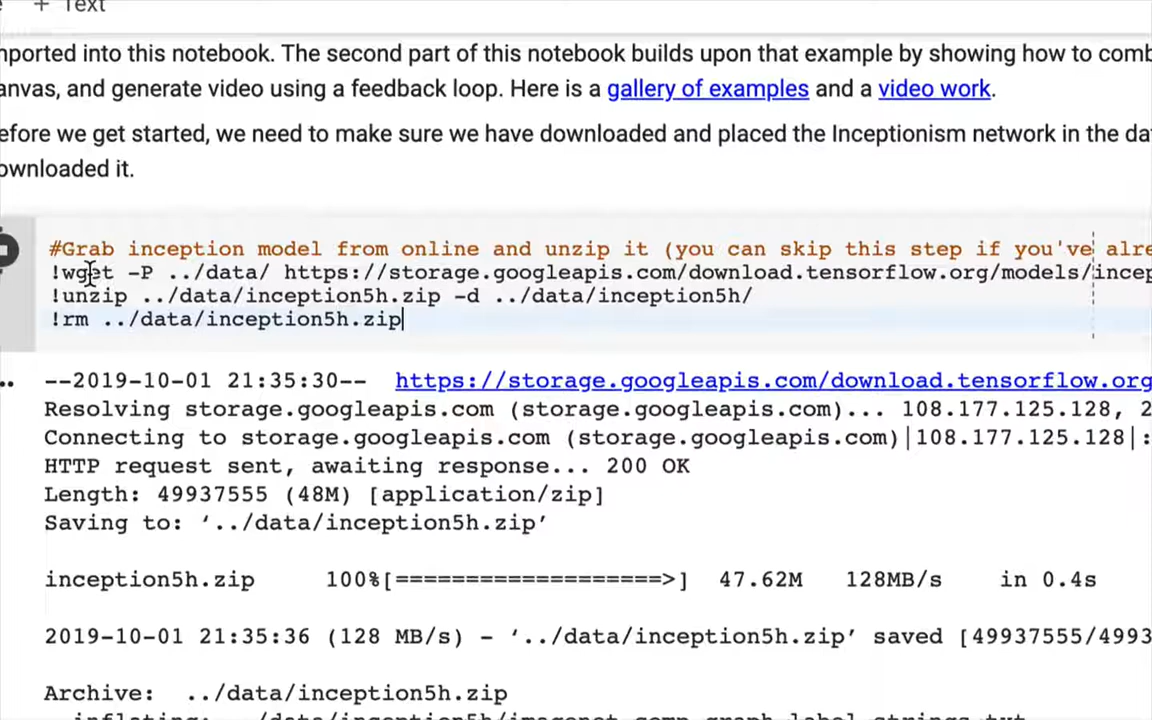 + Text
mported into this notebook. The second part of this notebook builds upon that example by showing how to comb
anvas, and generate video using a feedback loop. Here is a gallery of examples and a video work.
efore we get started, we need to make sure we have downloaded and placed the Inceptionism network in the da
ownloaded it.
#Grab inception model from online and unzip it (you can skip this step if you've alre
!wget -P ../data/ https://storage.googleapis.com/download.tensorflow.org/models/incep
!unzip ../data/inception5h.zip -d ../data/inception5h/
!rm ../data/inception5h.zip
--2019-10-01 21:35:30-- https://storage.googleapis.com/download.tensorflow.org
Resolving storage.googleapis.com (storage.googleapis.com)... 108.177.125.128, 2
Connecting to storage.googleapis.com (storage.googleapis.com)|108.177.125.128|:
HTTP request sent, awaiting response... 200 OK
Length: 49937555 (48M) [application/zip]
Saving to: ‘../data/inception5h.zip’
inception5h.zip 100%[===================>] 47.62M 128MB/s in 0.4s
2019-10-01 21:35:36 (128 MB/s) - ‘../data/inception5h.zip’ saved [49937555/4993
Archive: ../data/inception5h.zip
inflating: ../data/inception5h/imagenet_comp_graph_label_strings.txt